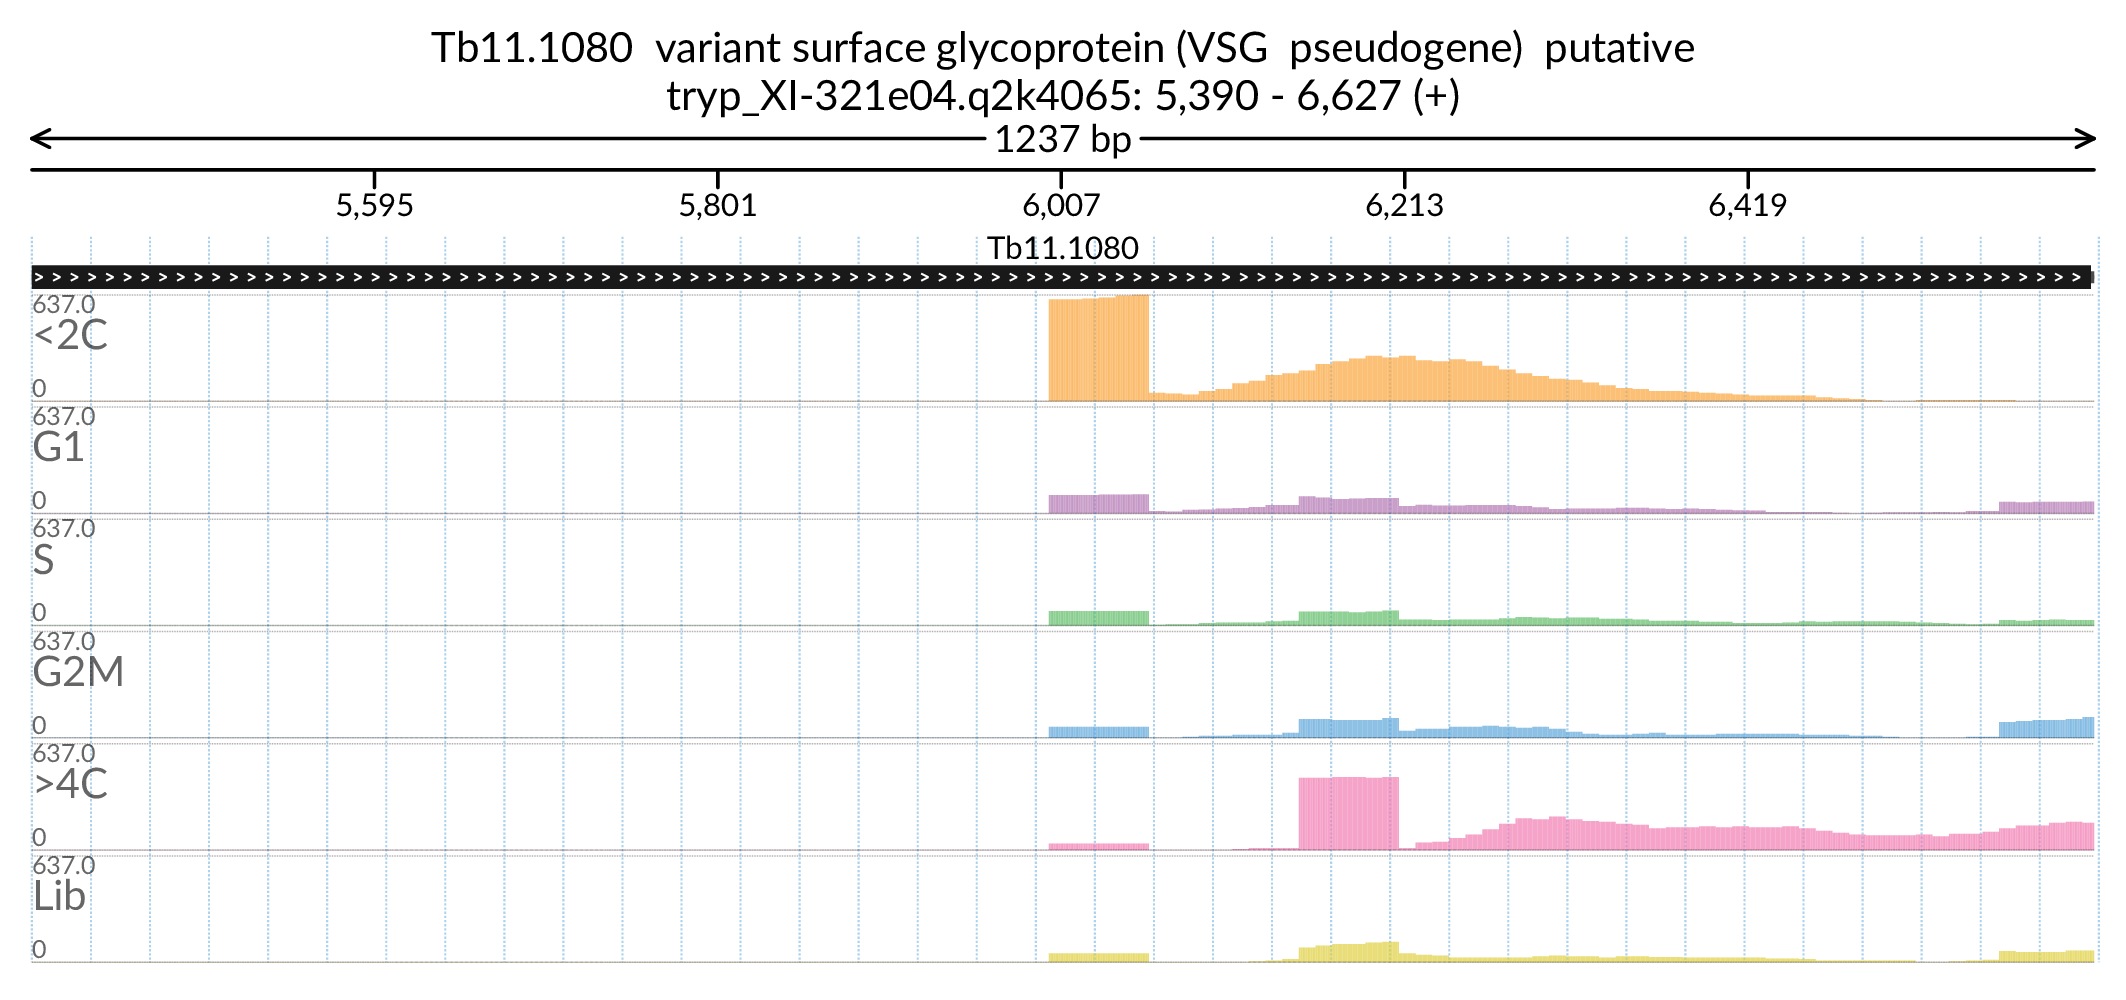 Tb11.1080 variant surface glycoprotein (VSG pseudogene) putative
tryp_XI-321e04.q2k4065: 5,390 - 6,627 (+)
1237 bp
5,595 5,801 6,007 6,213 6,419
Tb11.1080
637.0
<2C
0
637.0
G1
0
637.0
S
0
637.0
G2M
0
637.0
>4C
0
637.0
Lib
0